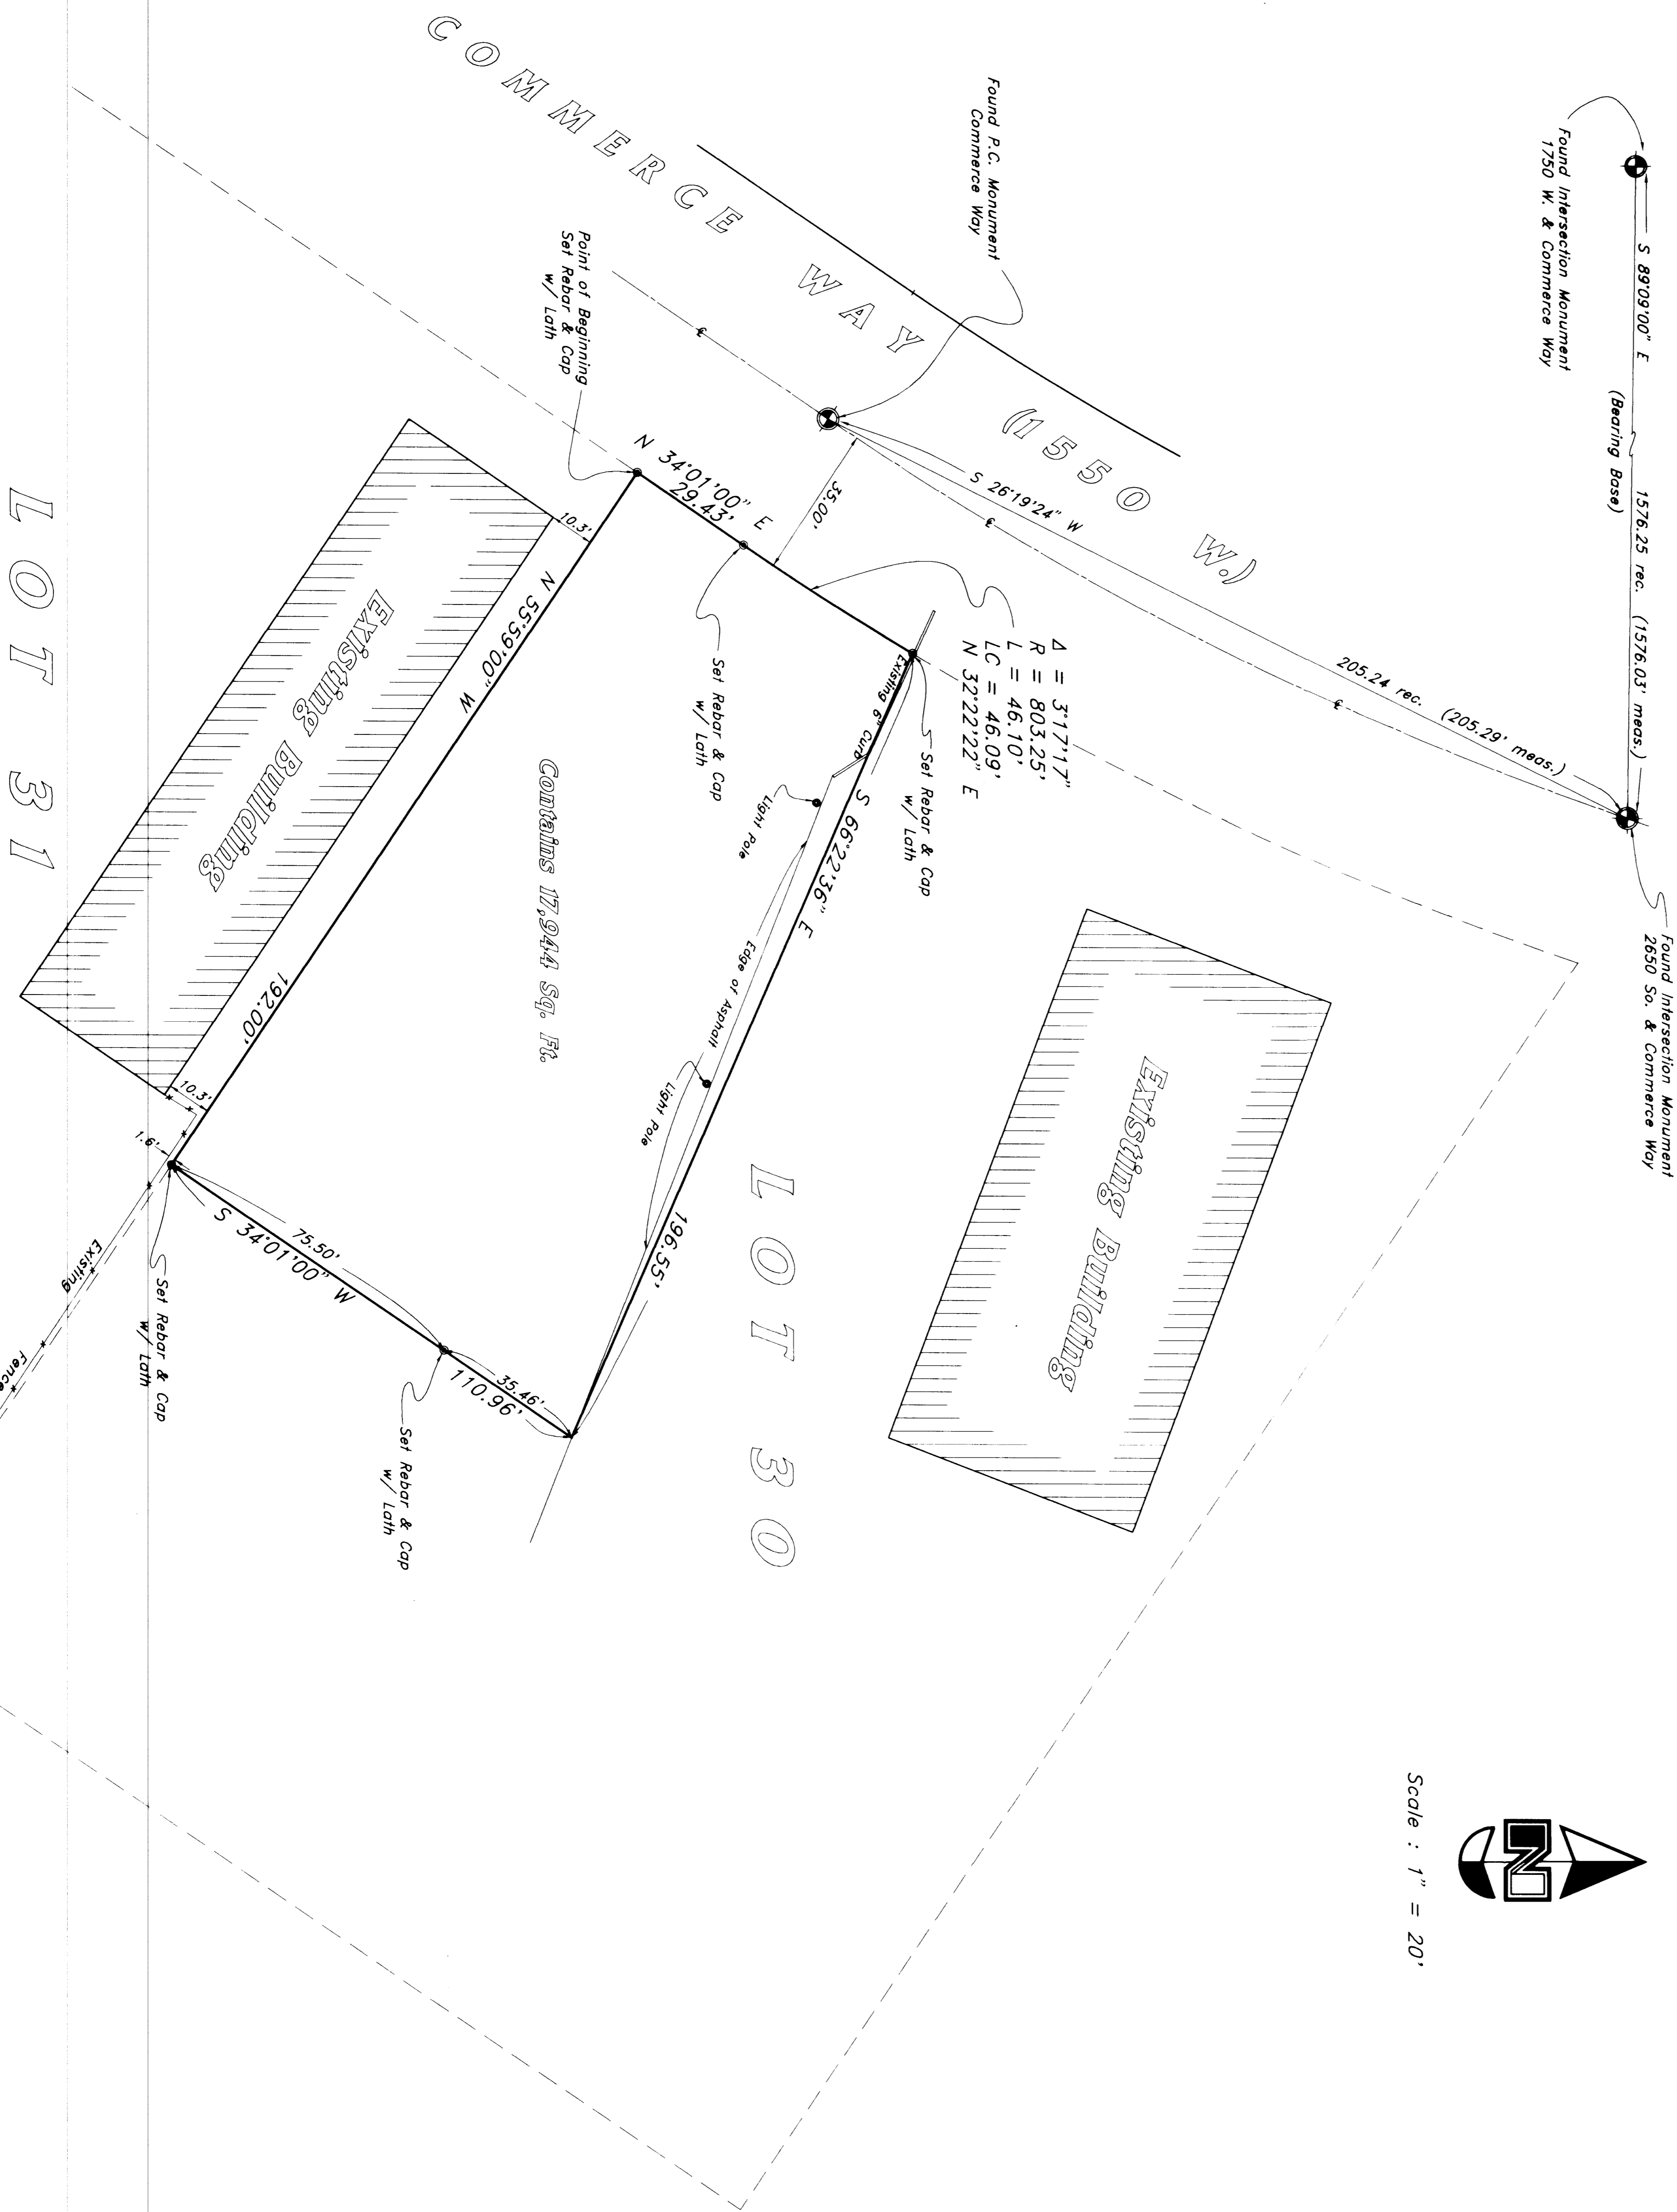 Found Intersection Monument
1750 W. & Commerce Way
S 89°09'00" E
1576.25 rec. (1576.03' meas.)
(Bearing Base)
Found Intersection Monument
2650 So. & Commerce Way
N
Scale : 1" = 20'
Found P.C. Monument
Commerce Way
COMMERCE WAY (1550 W.)
S 26°19'24" W
205.24 rec. (205.29' meas.)
℄
℄
℄
35.00'
Δ = 3°17'17"
R = 803.25'
L = 46.10'
LC = 46.09'
N 32°22'22" E
Point of Beginning
Set Rebar & Cap
w/ Lath
N 34°01'00" E
29.43'
Set Rebar & Cap
w/ Lath
Set Rebar & Cap
w/ Lath
Existing 6" Curb
Light Pole
Edge of Asphalt
Light Pole
S 66°22'36" E
196.55'
Existing Building
LOT 30
Contains 17,944 Sq. Ft.
N 55°59'00" W
192.00'
10.3'
Existing Building
10.3'
1.6'
75.50'
S 34°01'00" W
35.46'
110.96'
Set Rebar & Cap
w/ Lath
Set Rebar & Cap
w/ Lath
Existing Fence
LOT 31